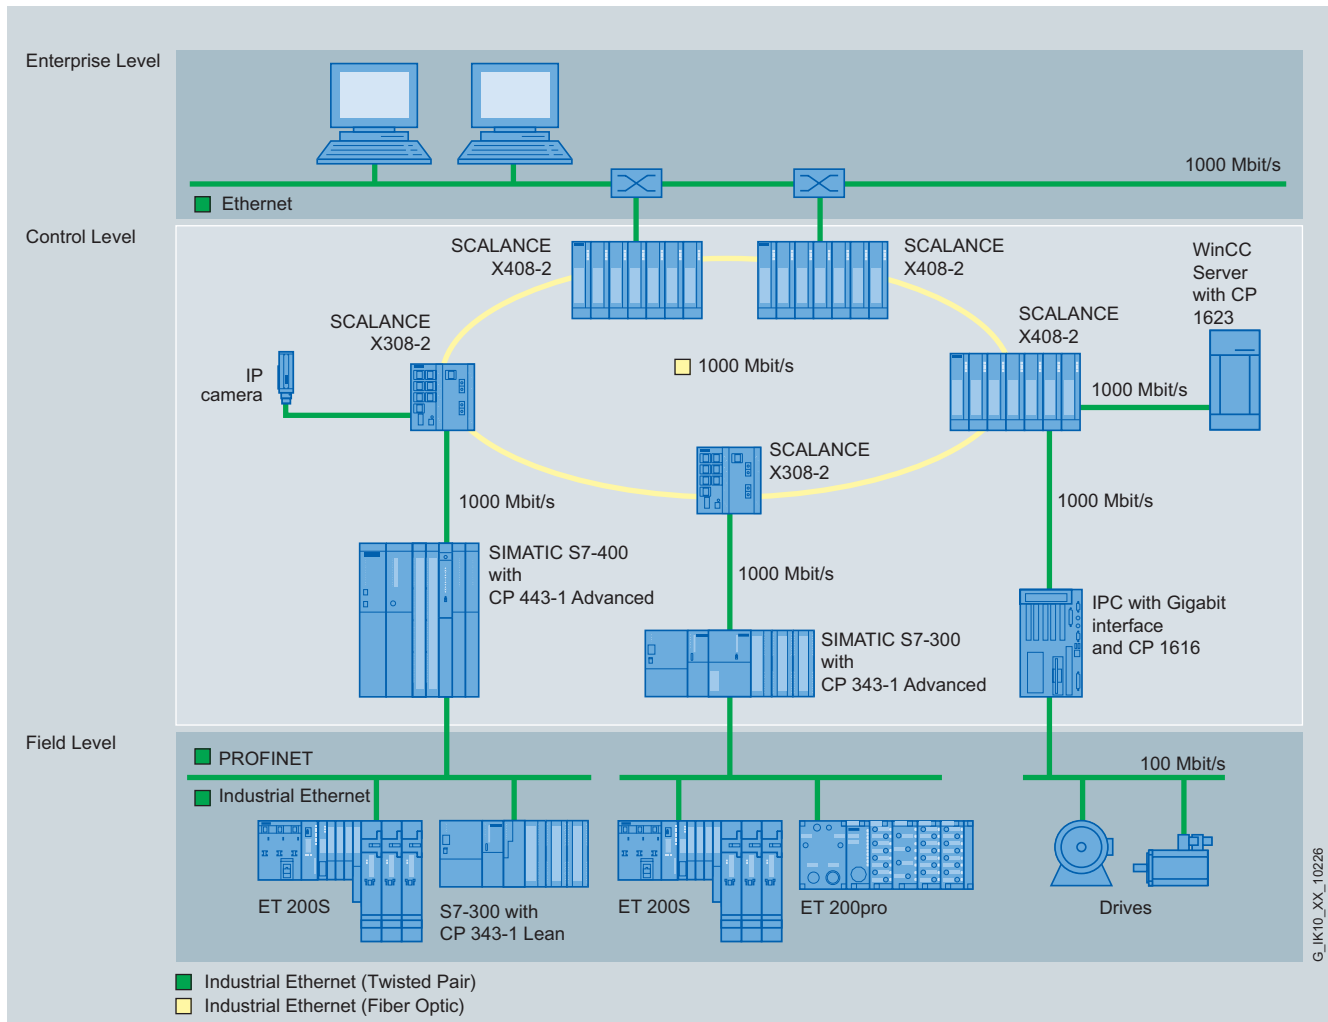 Enterprise Level
1000 Mbit/s
Ethernet
Control Level
SCALANCE
X408-2
SCALANCE
X408-2
WinCC
Server
with CP
1623
SCALANCE
X308-2
SCALANCE
X408-2
1000 Mbit/s
IP
camera
1000 Mbit/s
SCALANCE
X308-2
1000 Mbit/s
1000 Mbit/s
SIMATIC S7-400
with
CP 443-1 Advanced
1000 Mbit/s
IPC with Gigabit
interface
and CP 1616
SIMATIC S7-300
with
CP 343-1 Advanced
Field Level
PROFINET
100 Mbit/s
Industrial Ethernet
ET 200S
S7-300 with
CP 343-1 Lean
ET 200S
ET 200pro
Drives
G_IK10_XX_10226
Industrial Ethernet (Twisted Pair)
Industrial Ethernet (Fiber Optic)